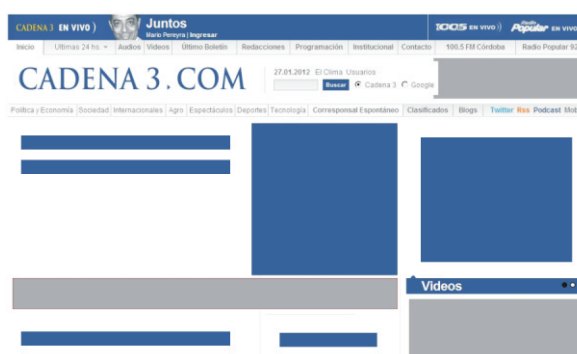 CADENA 3 EN VIVO )
Juntos
Mario Pereyra | Ingresar
100.5 EN VIVO ))
Radio Popular EN VIVO
Inicio Ultimas 24 hs. Audios Videos Último Boletín Redacciones Programación Institucional Contacto 106.5 FM Córdoba Radio Popular 92
CADENA 3 . COM
27.01.2012 El Clima Usuarios
Buscar Cadena 3 Google
Política y Economía Sociedad Internacionales Agro Espectáculos Deportes Tecnología Corresponsal Espontáneo Clasificados Blogs Twitter Rss Podcast Mobi
Videos